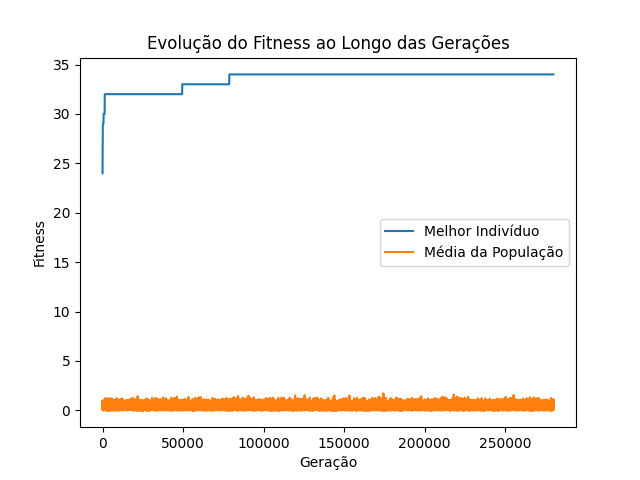 Evolução do Fitness ao Longo das Gerações
35
30
25
20
15
10
5
0
Fitness
Melhor Indivíduo
Média da População
0 50000 100000 150000 200000 250000
Geração